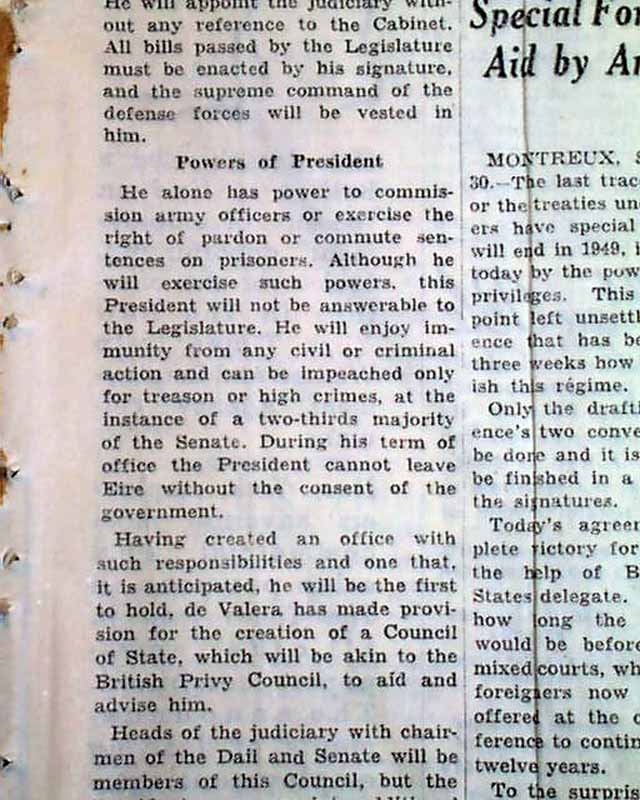 He will appoint the judiciary with-
out any reference to the Cabinet.
All bills passed by the Legislature
must be enacted by his signature,
and the supreme command of the
defense forces will be vested in
him.
Powers of President
He alone has power to commis-
sion army officers or exercise the
right of pardon or commute sen-
tences on prisoners. Although he
will exercise such powers, this
President will not be answerable to
the Legislature. He will enjoy im-
munity from any civil or criminal
action and can be impeached only
for treason or high crimes, at the
instance of a two-thirds majority
of the Senate. During his term of
office the President cannot leave
Eire without the consent of the
government.
Having created an office with
such responsibilities and one that,
it is anticipated, he will be the first
to hold, de Valera has made provi-
sion for the creation of a Council
of State, which will be akin to the
British Privy Council, to aid and
advise him.
Heads of the judiciary with chair-
men of the Dail and Senate will be
members of this Council, but the
Special For
Aid by Am
MONTREUX, S
30.—The last trac
or the treaties und
ers have special
will end in 1949, i
today by the pow
privileges. This
point left unsettl
ence that has be
three weeks how
ish this régime.
Only the drafti
ence's two conve
be done and it is
be finished in a
the signatures.
Today's agreem
plete victory for
the help of B
States delegate.
how long the
would be before
mixed courts, wh
foreigners now
offered at the c
ference to contin
twelve years.
To the surpris